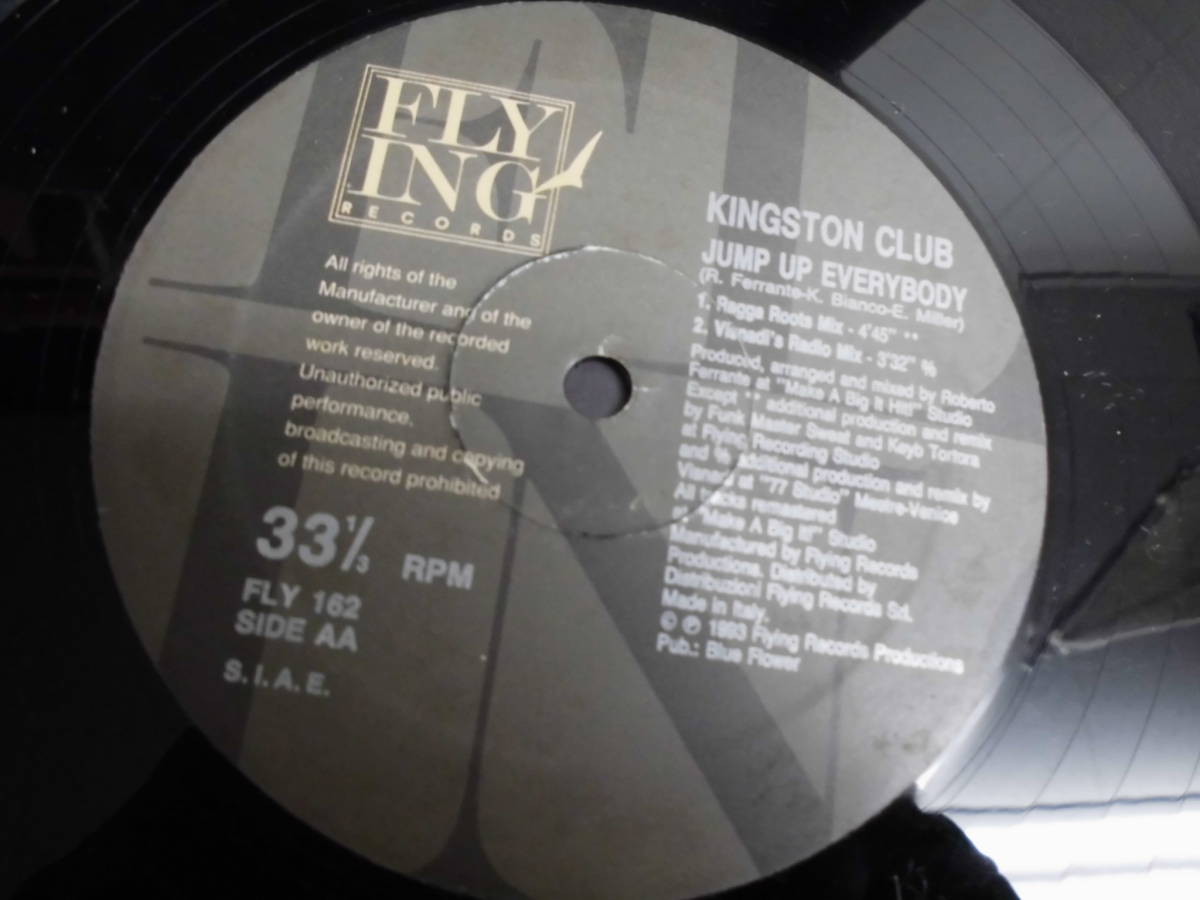 FLY
ING
RECORDS
All rights of the
Manufacturer and of the
owner of the recorded
work reserved.
Unauthorized public
performance,
broadcasting and copying
of this record prohibited
33 1/3 RPM
FLY 162
SIDE AA
S.I.A.E.
KINGSTON CLUB
JUMP UP EVERYBODY
(R. Ferrante-K. Bianco-E. Miller)
1. Ragga Roots Mix - 4'45" **
2. Visnadi's Radio Mix - 3'32" %
Produced, arranged and mixed by Roberto
Ferrante at "Make A Big It Hit!" Studio
Except ** additional production and remix
by Funk Master Sweat and Keyb Tortora
at Flying Recording Studio
and % additional production and remix by
at "77 Studio" Mestre-Venice
All tracks remastered
"Make A Big It!" Studio
Manufactured by Flying Records
Productions. Distributed by
Distribuzioni Flying Records S.r.l.
Made in Italy.
© ℗ 1993 Flying Records Productions
Pub.: Blue Flower